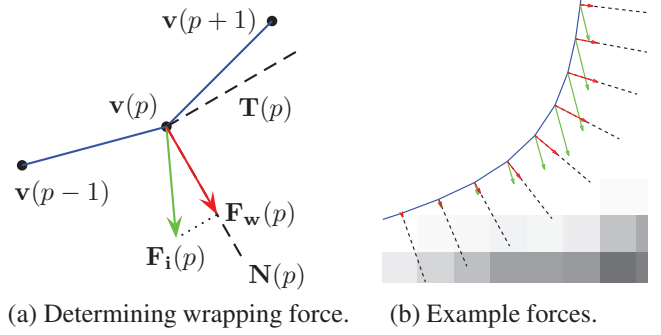 v(p + 1)
v(p)
T(p)
v(p − 1)
F_w(p)
F_i(p)
N(p)
(a) Determining wrapping force.
(b) Example forces.